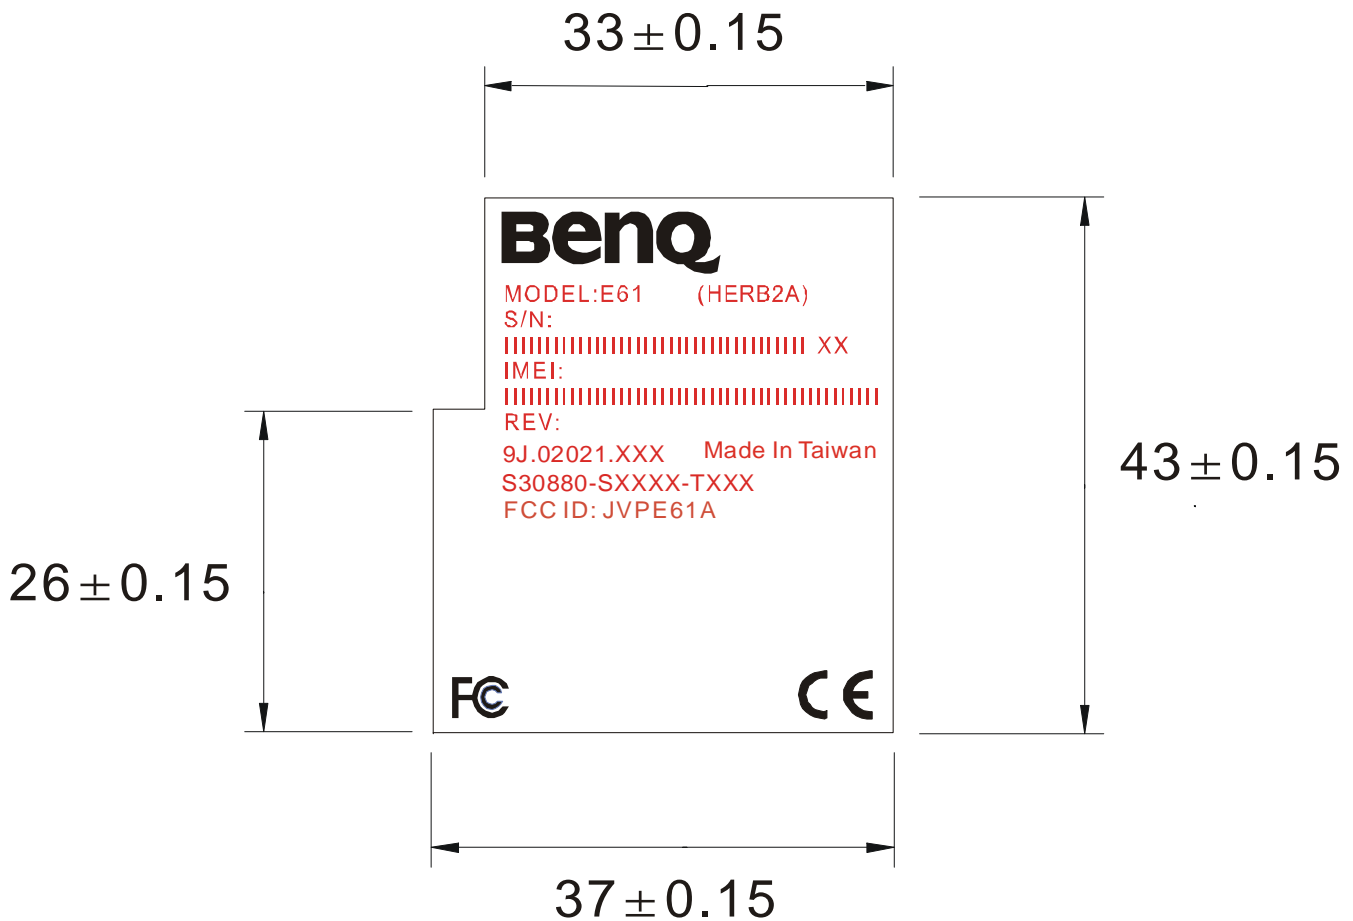 33±0.15
BenQ
MODEL:E61 (HERB2A)
S/N:
XX
IMEI:
REV:
9J.02021.XXX Made In Taiwan
S30880-SXXXX-TXXX
FCC ID: JVPE61A
43±0.15
26±0.15
FC CE
37±0.15